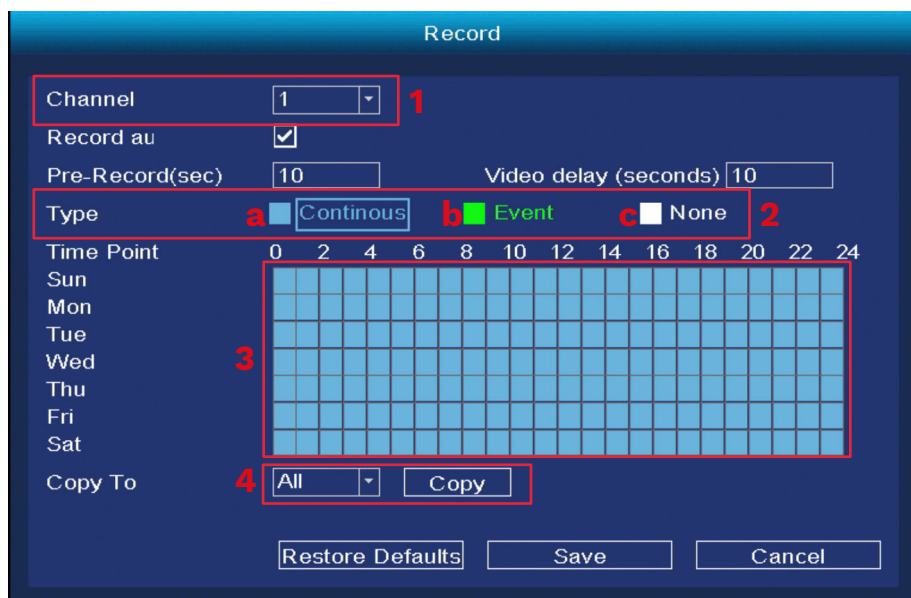 Record
Channel 1 1
Record au
Pre-Record(sec) 10 Video delay (seconds) 10
Type a Continous b Event c None 2
Time Point 0 2 4 6 8 10 12 14 16 18 20 22 24
Sun
Mon
Tue
Wed 3
Thu
Fri
Sat
Copy To 4 All Copy
Restore Defaults Save Cancel